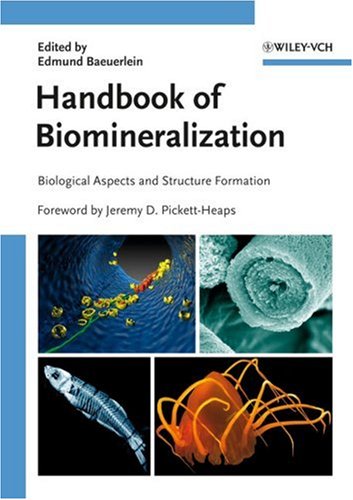 Edited by
Edmund Baeuerlein
WILEY-VCH
Handbook of
Biomineralization
Biological Aspects and Structure Formation
Foreword by Jeremy D. Pickett-Heaps